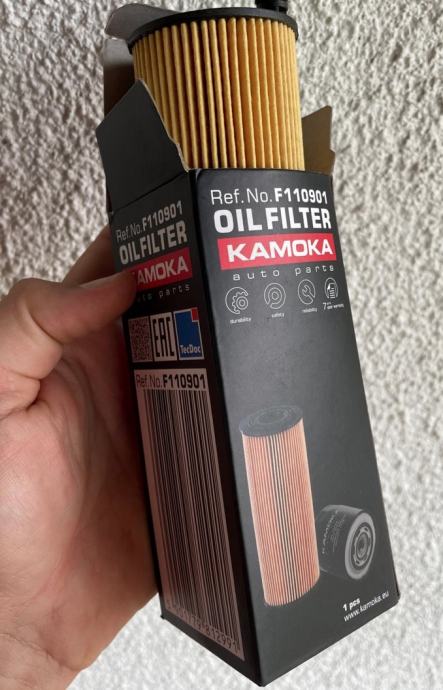 Ref. No. F110901
OIL FILTER
KAMOKA
auto parts
durability
safety
reliability
Ref. No. F110901
OIL FILTER
KAMOKA
auto parts
EAC
TecDoc
Ref. No. F110901
KAMOKA
1 pcs
www.kamoka.eu